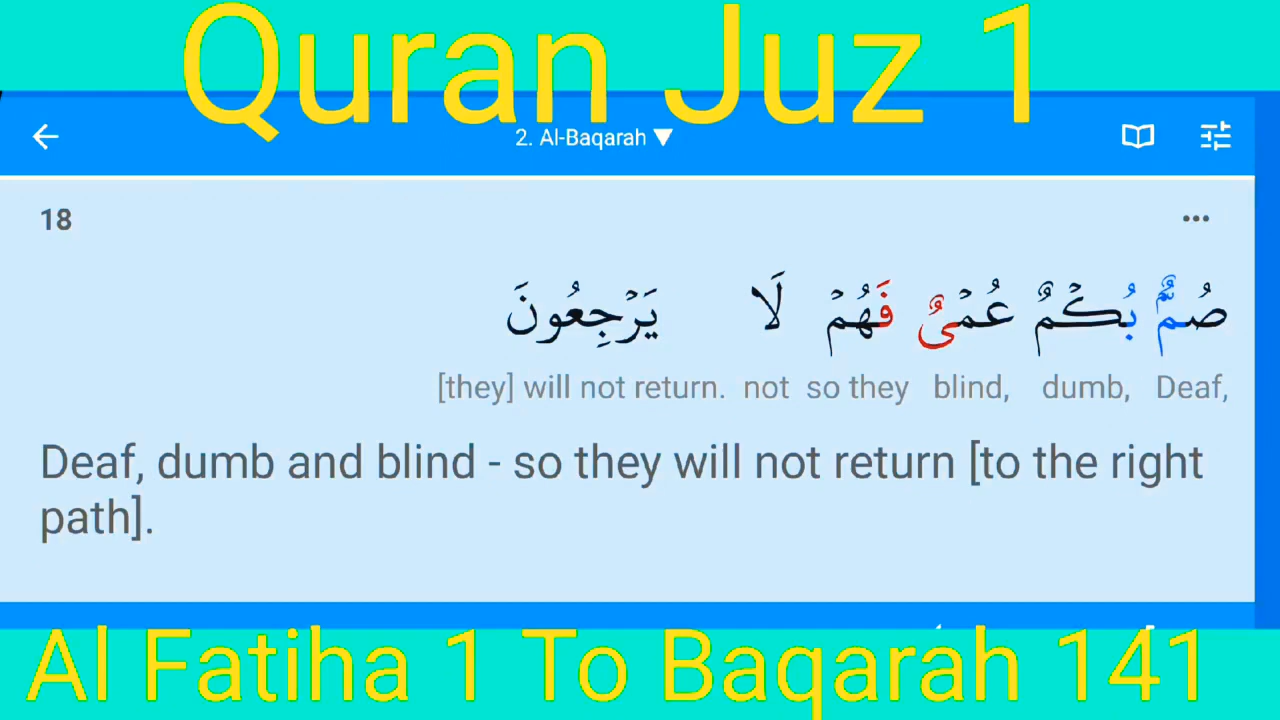 Quran Juz 1
2. Al-Baqarah ▼
18
صُمٌّۢ بُكۡمٌ عُمۡىٌ فَهُمۡ لَا يَرۡجِعُونَ
[they] will not return. not so they blind, dumb, Deaf,
Deaf, dumb and blind - so they will not return [to the right
path].
Al Fatiha 1 To Baqarah 141